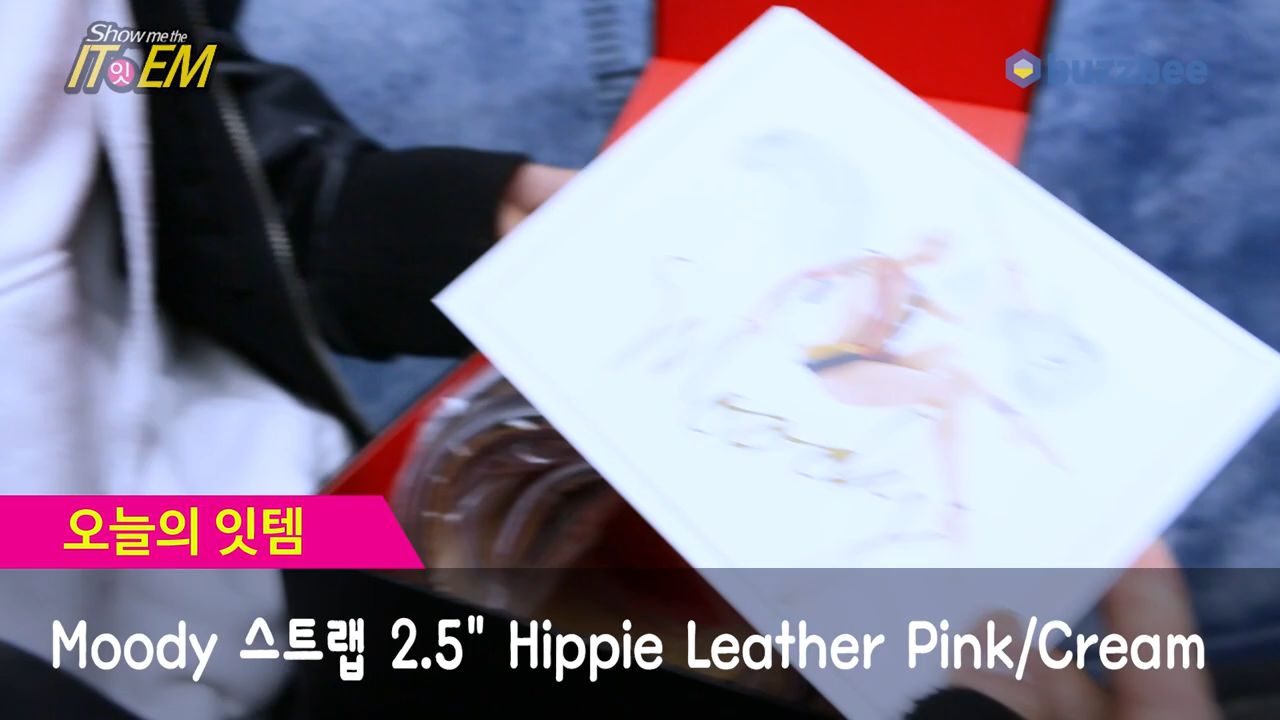 Show me the
IT잇EM
buzznee
오늘의 잇템
Moody 스트랩 2.5" Hippie Leather Pink/Cream